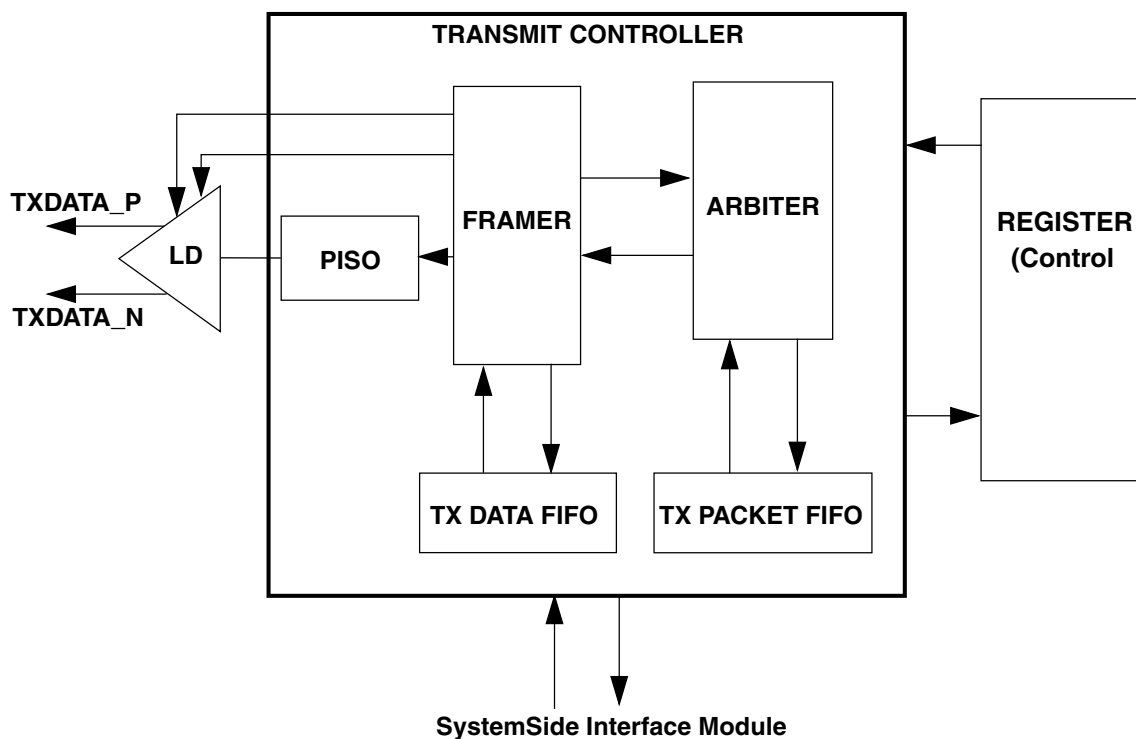 TRANSMIT CONTROLLER
TXDATA_P
LD
TXDATA_N
PISO
FRAMER
ARBITER
REGISTER
(Control
TX DATA FIFO
TX PACKET FIFO
SystemSide Interface Module